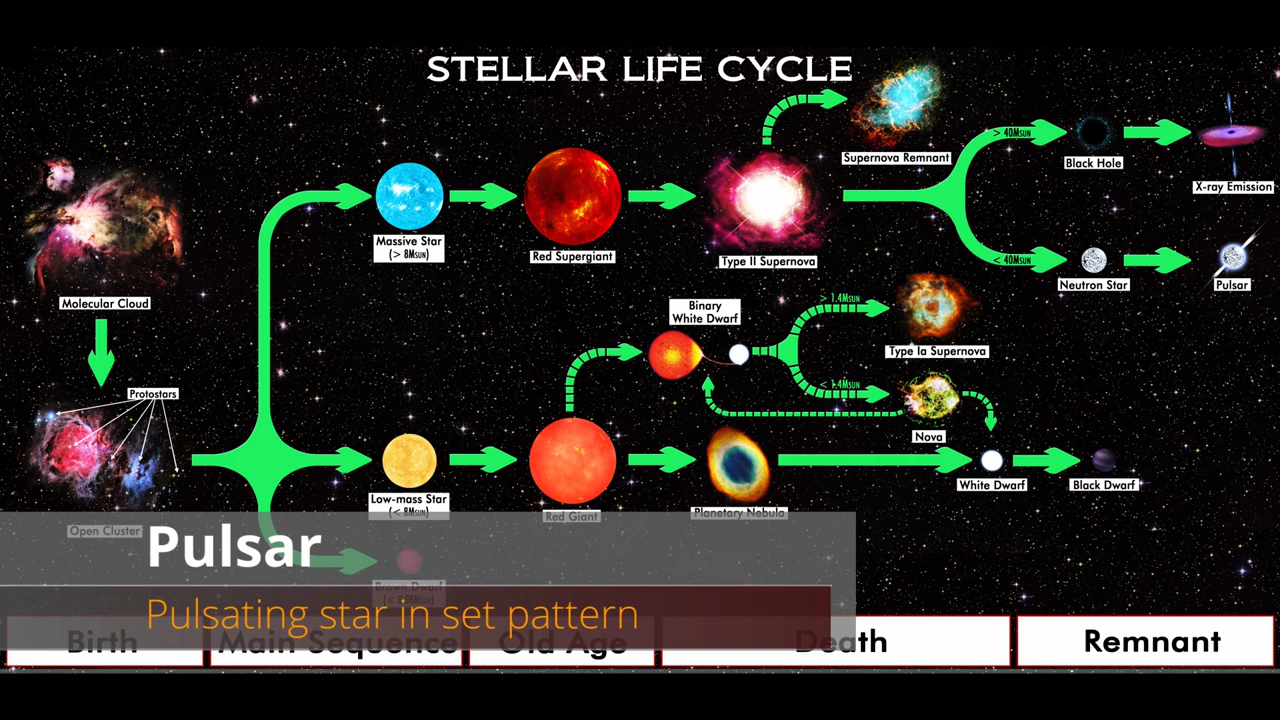 STELLAR LIFE CYCLE
Supernova Remnant
> 40MSUN
Black Hole
X-ray Emission
Massive Star
(> 8MSUN)
Red Supergiant
Type II Supernova
< 40MSUN
Neutron Star
Pulsar
Molecular Cloud
Binary
White Dwarf
> 1.4MSUN
Type Ia Supernova
Protostars
< 1.4MSUN
Nova
Low-mass Star
(< 8MSUN)
Red Giant
Planetary Nebula
White Dwarf
Black Dwarf
Open Cluster
Pulsar
Brown Dwarf
Pulsating star in set pattern
Birth
Main Sequence
Old Age
Death
Remnant